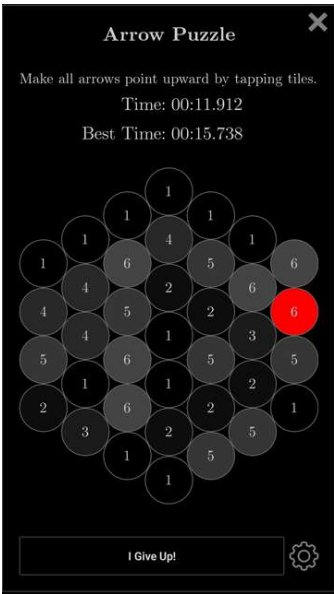 Arrow Puzzle
Make all arrows point upward by tapping tiles.
Time: 00:11.912
Best Time: 00:15.738
1
1 1
1 4 1
1 6 5 6
4 2 6
4 5 2 6
4 1 3
5 6 5 5
1 1 2
2 6 2 1
3 2 5
1 5
1
I Give Up!